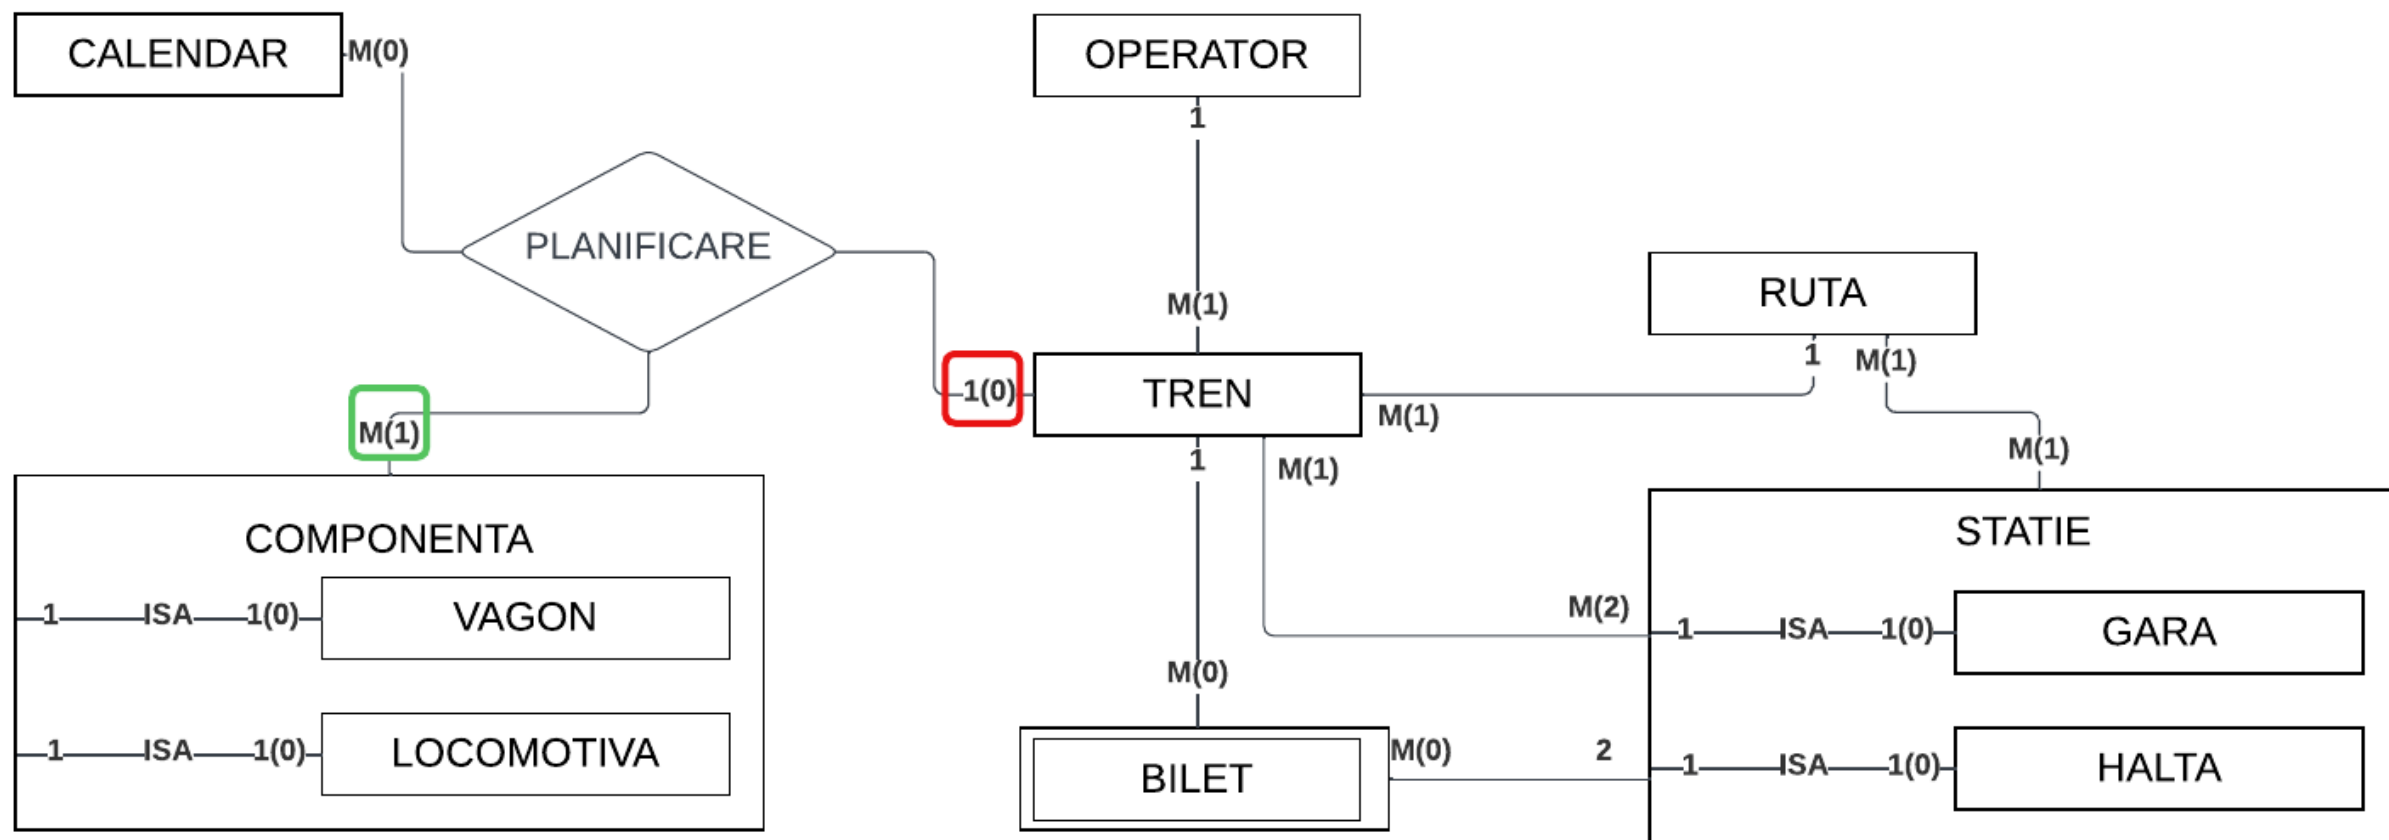 CALENDAR
M(0)
OPERATOR
1
PLANIFICARE
M(1)
RUTA
1
M(1)
1(0)
TREN
M(1)
M(1)
1
M(1)
M(1)
COMPONENTA
STATIE
1
ISA
1(0)
VAGON
M(2)
1
ISA
1(0)
GARA
M(0)
1
ISA
1(0)
LOCOMOTIVA
BILET
M(0)
2
1
ISA
1(0)
HALTA